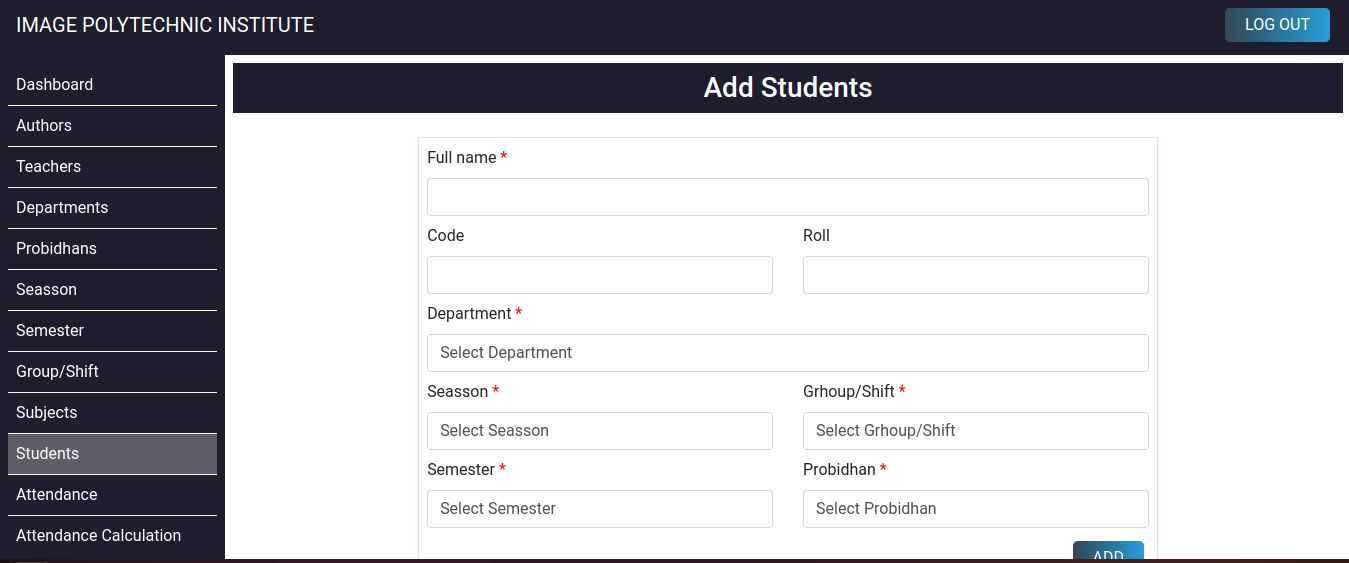 IMAGE POLYTECHNIC INSTITUTE
LOG OUT
Dashboard
Authors
Teachers
Departments
Probidhans
Seasson
Semester
Group/Shift
Subjects
Students
Attendance
Attendance Calculation
Add Students
Full name *
Code
Roll
Department *
Select Department
Seasson *
Grhoup/Shift *
Select Seasson
Select Grhoup/Shift
Semester *
Probidhan *
Select Semester
Select Probidhan
ADD